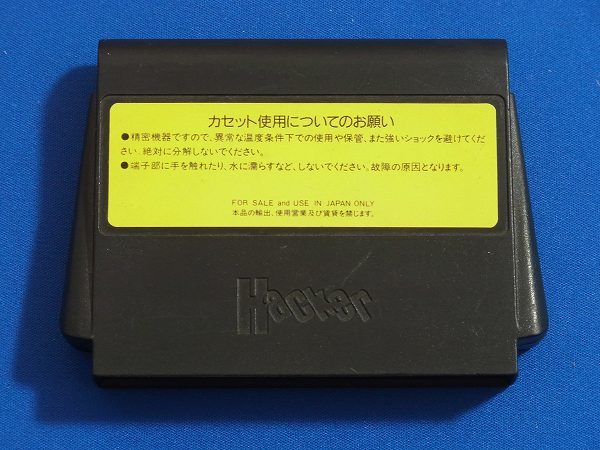 カセット使用についてのお願い
●精密機器ですので、異常な温度条件下での使用や保管、また強いショックを避けてくだ
さい。絶対に分解しないでください。
●端子部に手を触れたり、水に濡らすなど、しないでください。故障の原因となります。
FOR SALE and USE IN JAPAN ONLY
本品の輸出、使用営業及び賃貸を禁じます。
Hacker